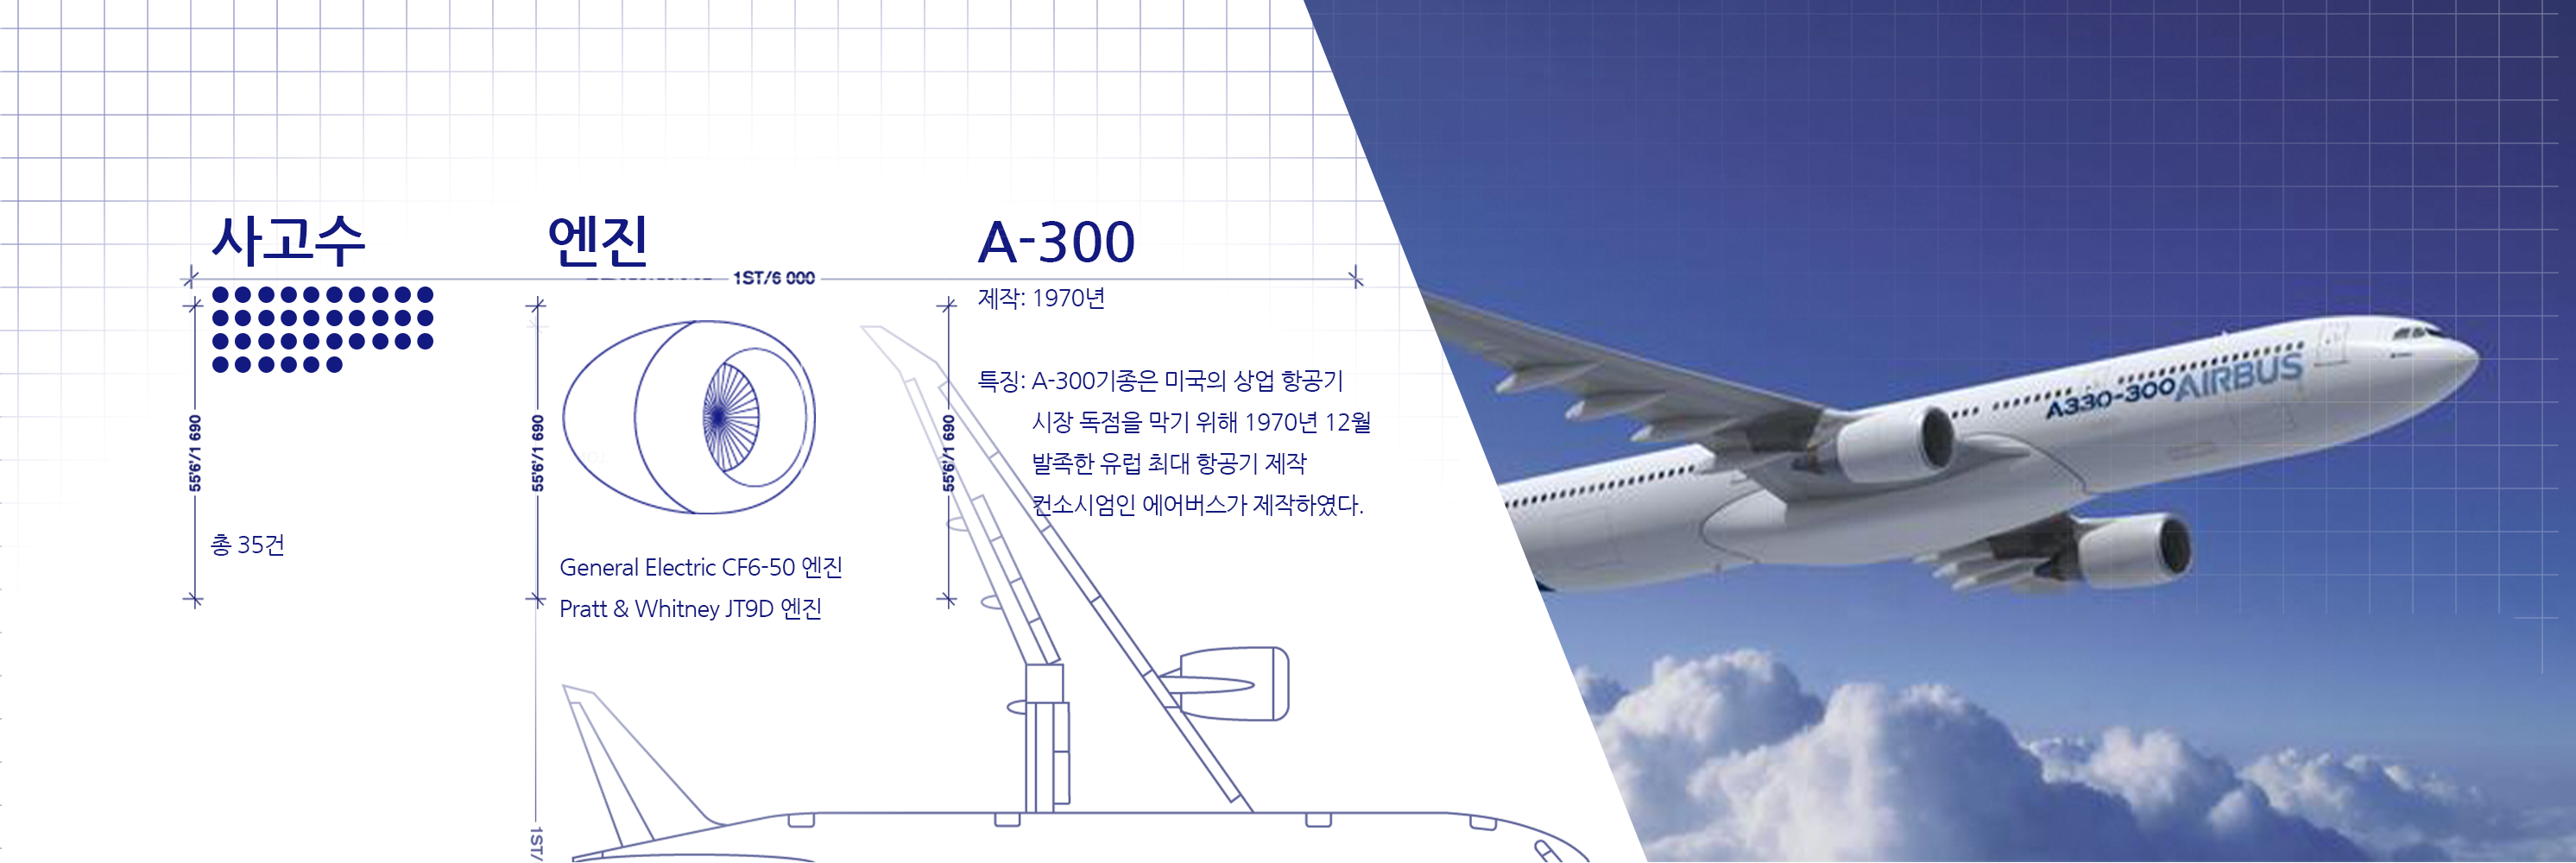 사고수
엔진
A-300
1ST/6 000
제작: 1970년
특징: A-300기종은 미국의 상업 항공기
시장 독점을 막기 위해 1970년 12월
발족한 유럽 최대 항공기 제작
컨소시엄인 에어버스가 제작하였다.
55'6'/1 690
55'6'/1 690
55'6'/1 690
총 35건
General Electric CF6-50 엔진
Pratt & Whitney JT9D 엔진
1ST/
A330-300 AIRBUS